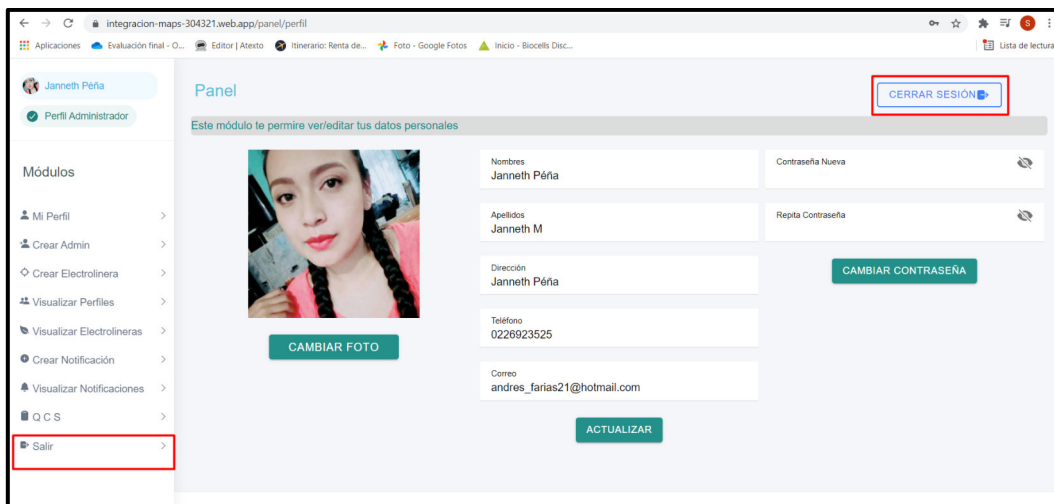 integracion-maps-304321.web.app/panel/perfil
S
Aplicaciones Evaluación final - O... Editor | Atexto Itinerario: Renta de... Foto - Google Fotos Inicio - Biocells Disc... Lista de lectura
Janneth Péña
Perfil Administrador
Módulos
Mi Perfil
Crear Admin
Crear Electrolinera
Visualizar Perfiles
Visualizar Electrolineras
Crear Notificación
Visualizar Notificaciones
Q C S
Salir
Panel
CERRAR SESIÓN
Este módulo te permire ver/editar tus datos personales
CAMBIAR FOTO
Nombres
Janneth Péña
Apellidos
Janneth M
Dirección
Janneth Péña
Teléfono
0226923525
Correo
andres_farias21@hotmail.com
ACTUALIZAR
Contraseña Nueva
Repita Contraseña
CAMBIAR CONTRASEÑA